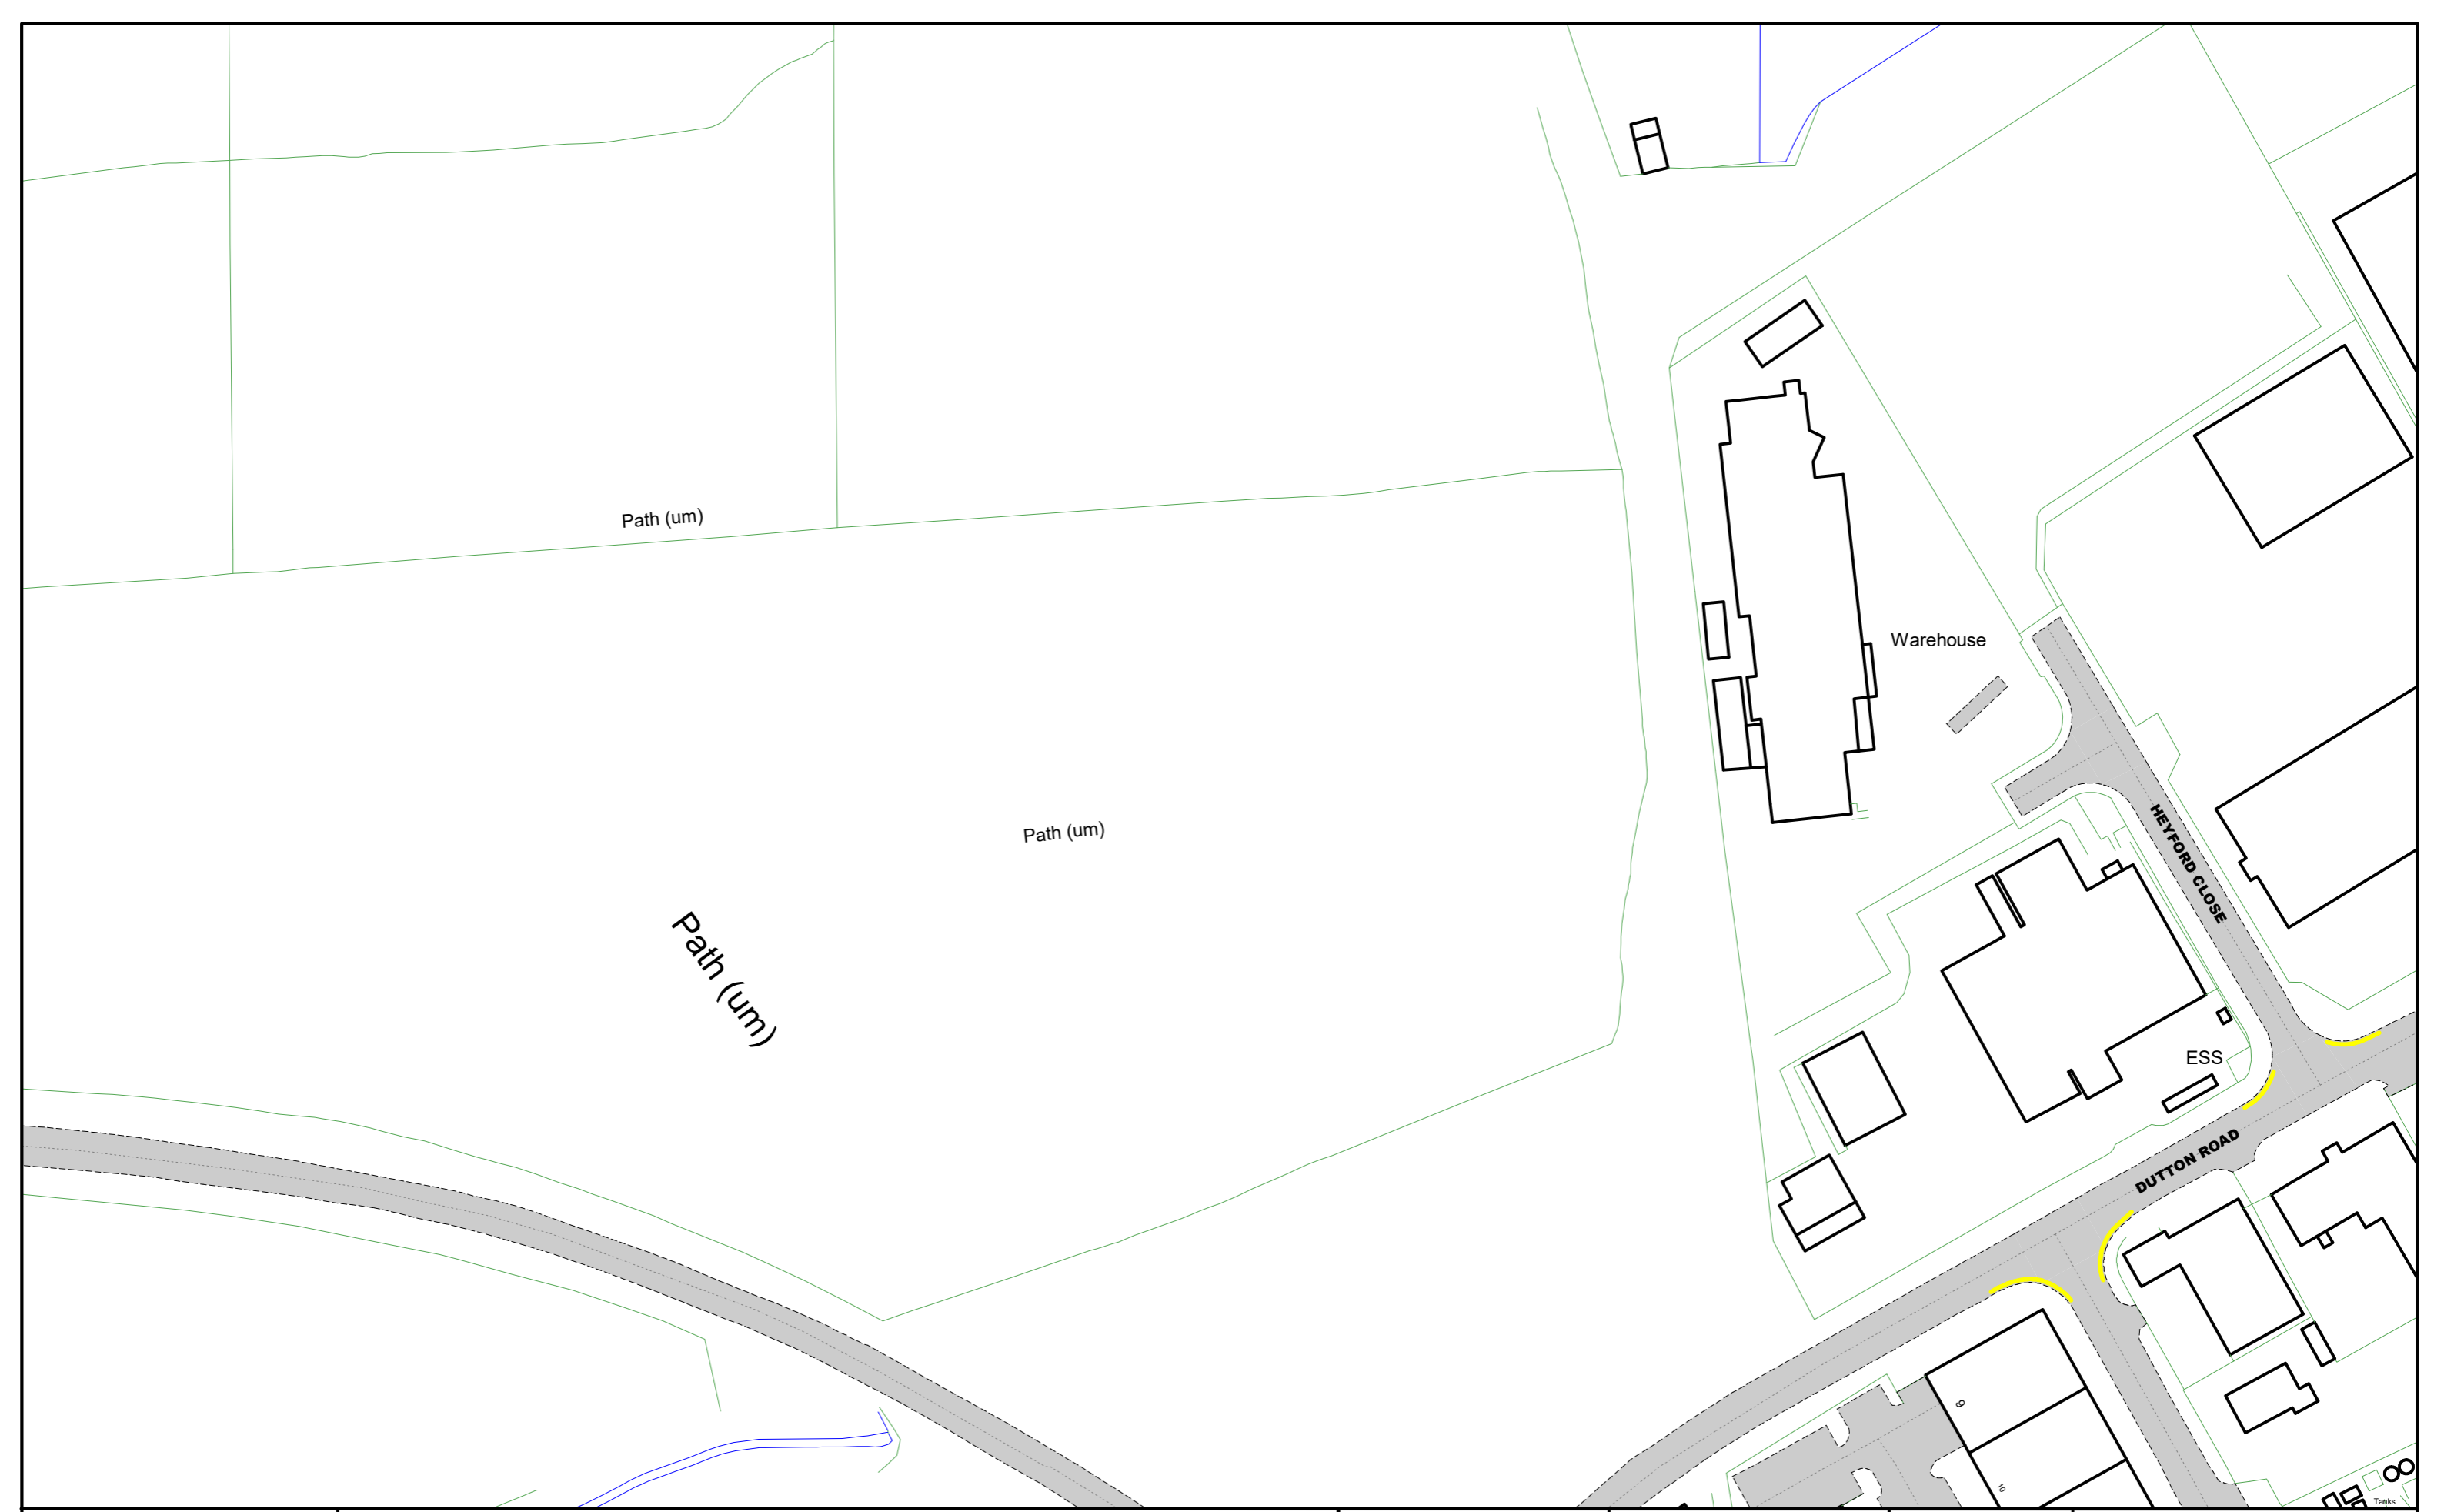 Path (um)
Warehouse
Path (um)
HEYFORD CLOSE
Path (um)
ESS
DUTTON ROAD
9
10
Tanks